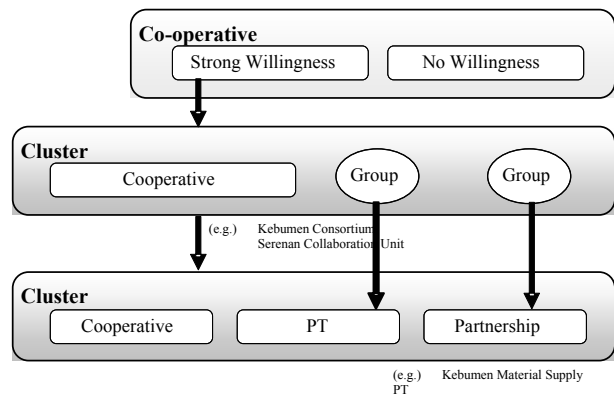 Co-operative
Strong Willingness
No Willingness
Cluster
Cooperative
Group
Group
(e.g.) Kebumen Consortium
Serenan Collaboration Unit
Cluster
Cooperative
PT
Partnership
(e.g.) Kebumen Material Supply
PT